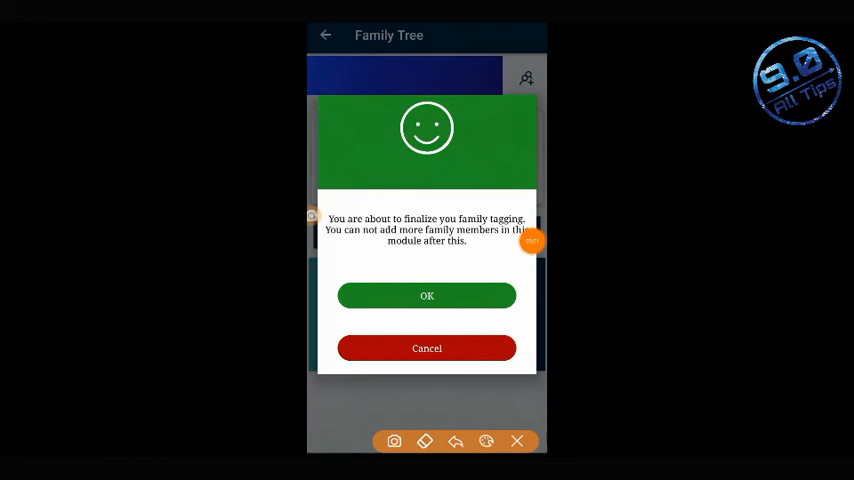 Family Tree
9.0
All Tips
You are about to finalize you family tagging.
You can not add more family members in this
module after this.
OK
Cancel